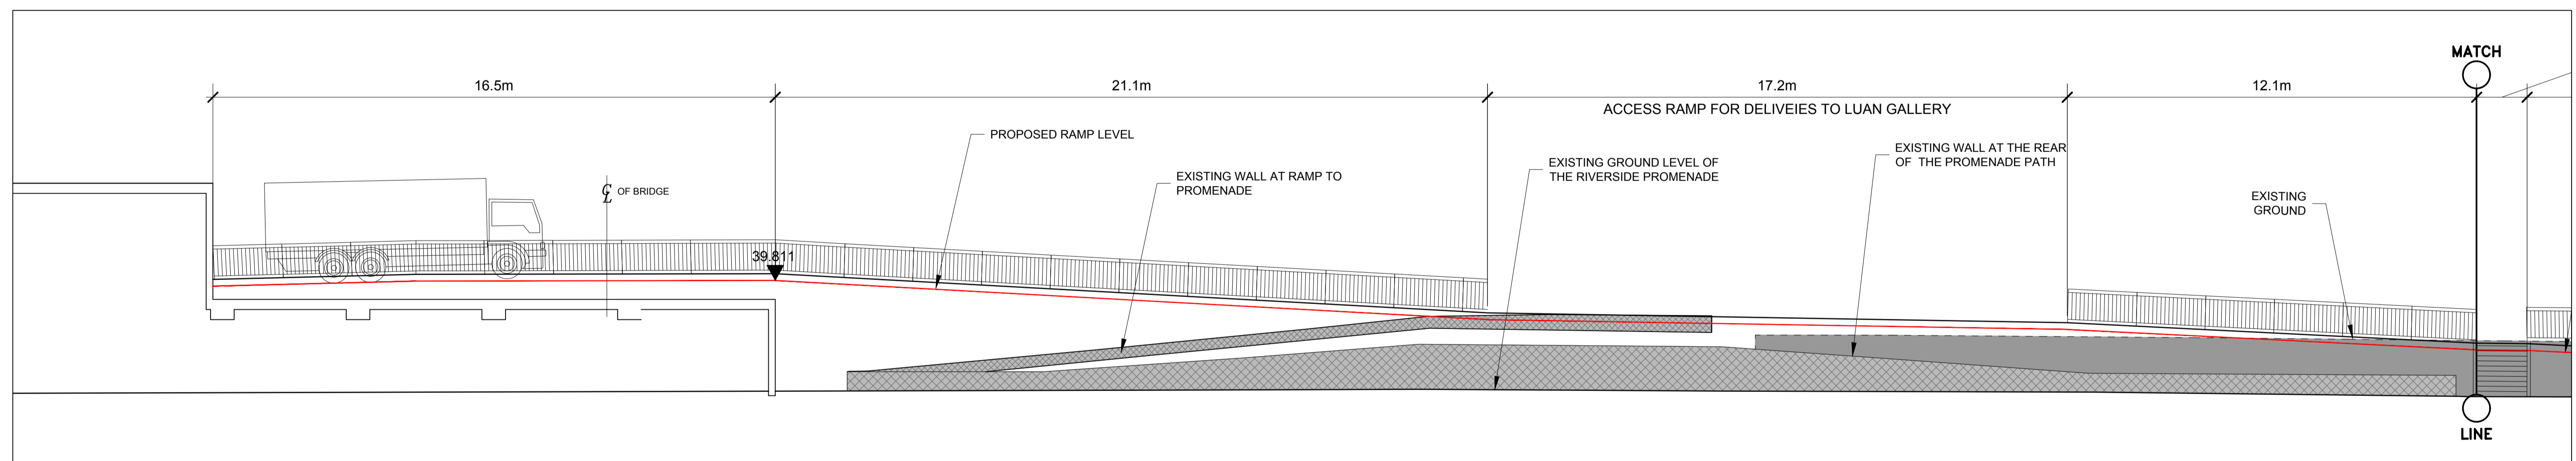 MATCH
16.5m
21.1m
17.2m
12.1m
ACCESS RAMP FOR DELIVEIES TO LUAN GALLERY
PROPOSED RAMP LEVEL
EXISTING WALL AT RAMP TO
PROMENADE
EXISTING GROUND LEVEL OF
THE RIVERSIDE PROMENADE
EXISTING WALL AT THE REAR
OF THE PROMENADE PATH
EXISTING
GROUND
℄ OF BRIDGE
39.811
LINE